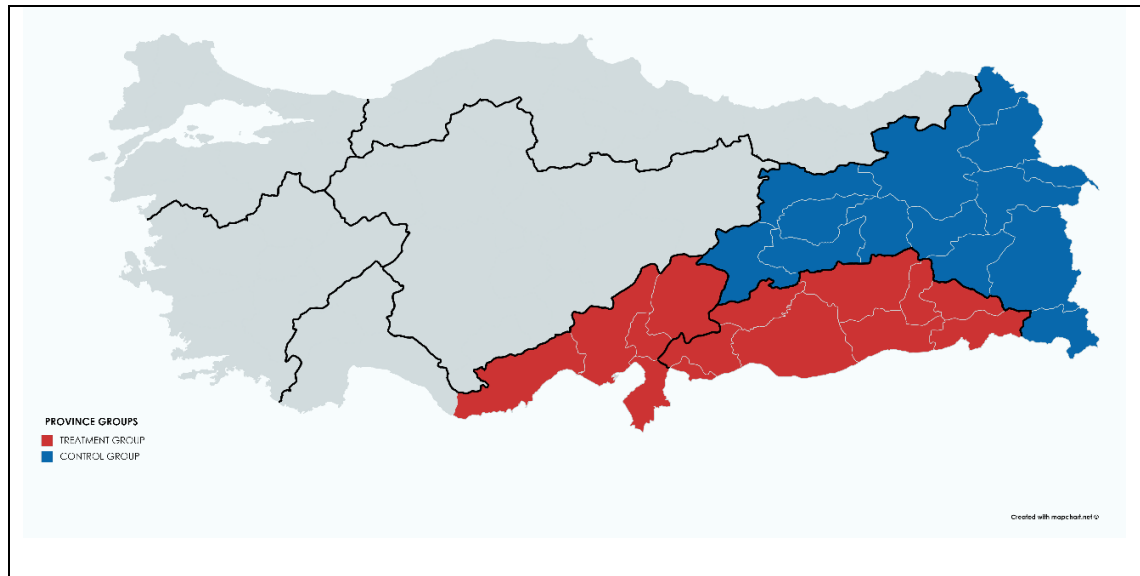 PROVINCE GROUPS
TREATMENT GROUP
CONTROL GROUP
Created with mapchart.net ©